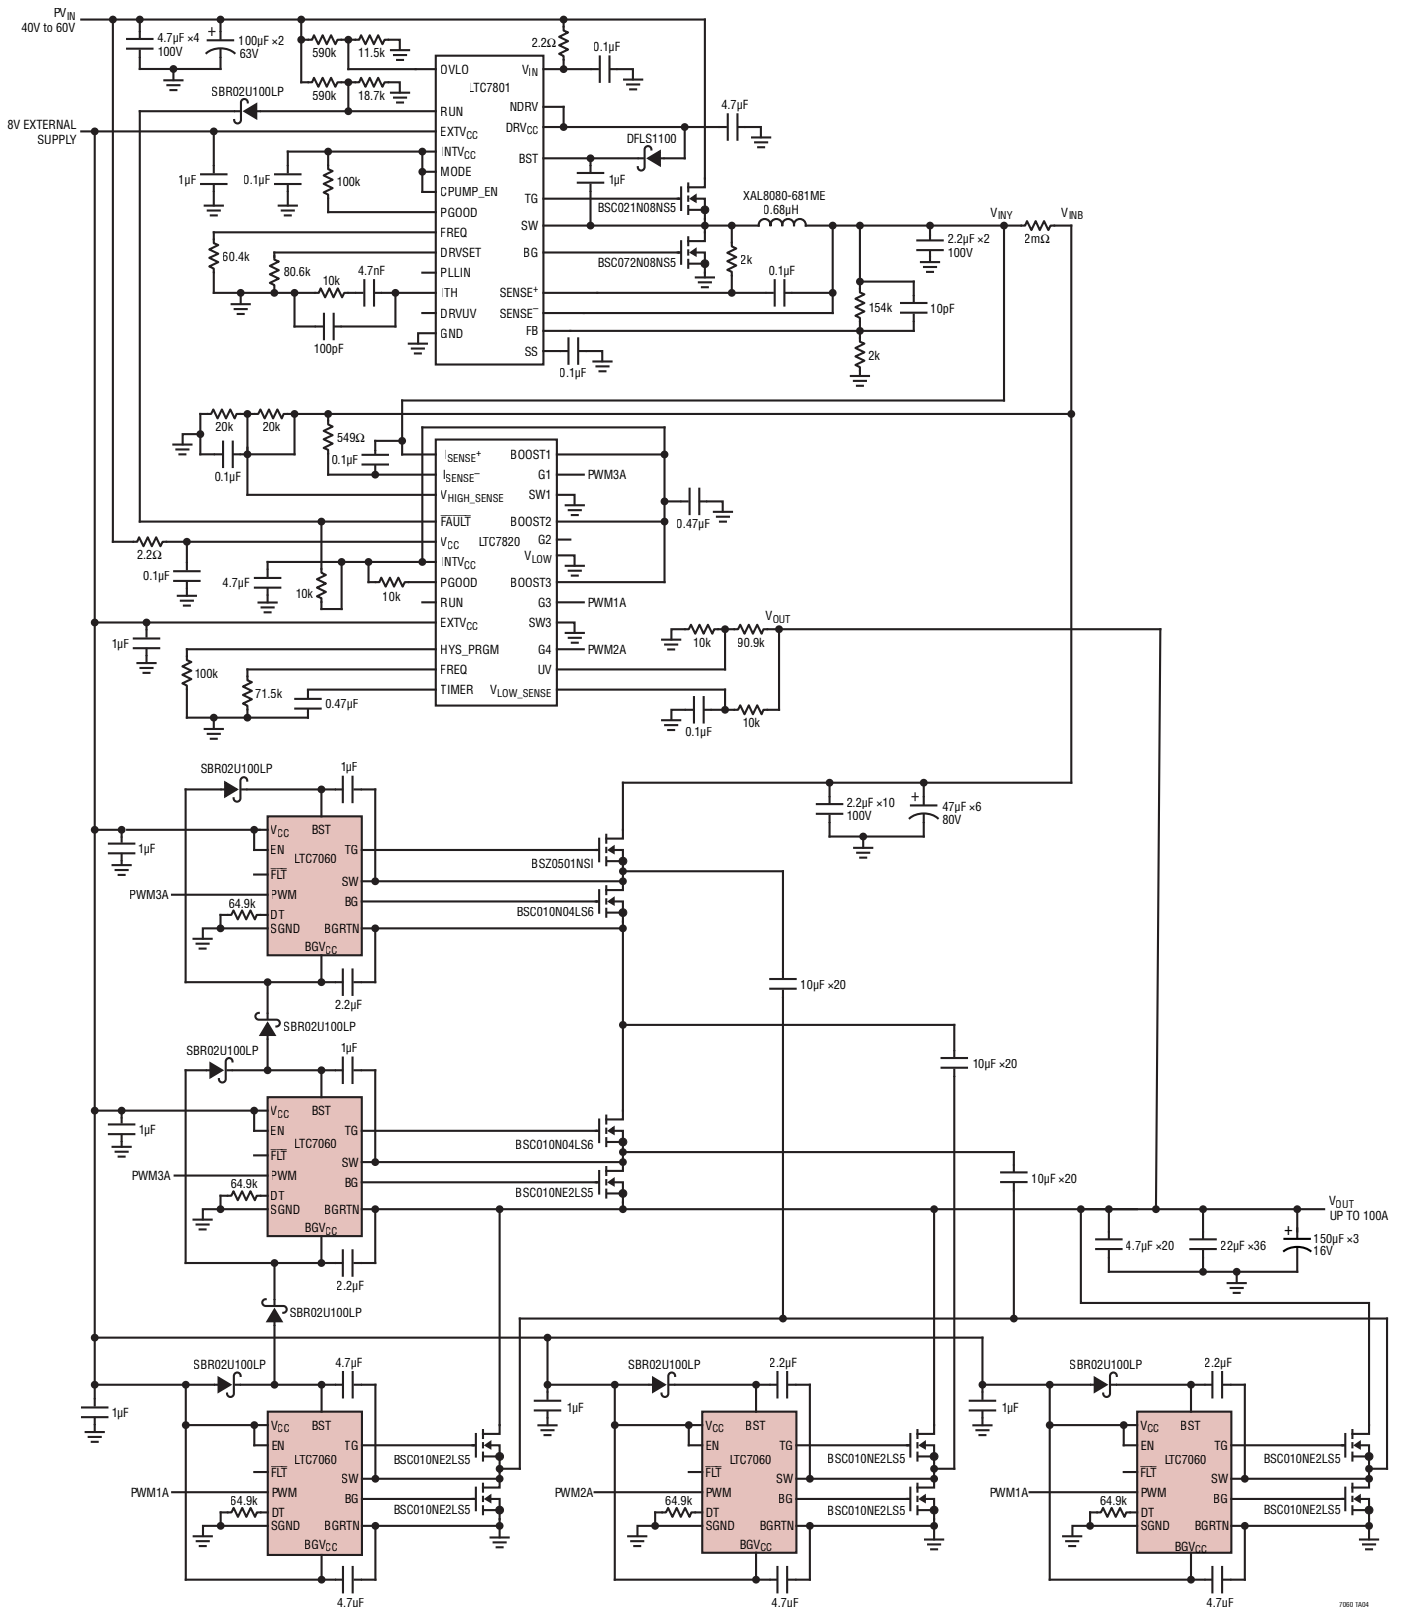 PVIN
40V to 60V
4.7µF ×4
100V
+
100µF ×2
63V
590k
11.5k
590k
18.7k
SBR02U100LP
8V EXTERNAL
SUPPLY
1µF
0.1µF
100k
60.4k
80.6k
10k
4.7nF
100pF
OVLO
RUN
EXTVCC
INTVCC
MODE
CPUMP_EN
PGOOD
FREQ
DRVSET
PLLIN
ITH
DRVUV
GND
LTC7801
VIN
NDRV
DRVCC
BST
TG
SW
BG
SENSE+
SENSE–
FB
SS
2.2Ω
0.1µF
4.7µF
DFLS1100
1µF
BSC021N08NS5
BSC072N08NS5
XAL8080-681ME
0.68µH
2k
0.1µF
2.2µF ×2
100V
VINY
VINB
2mΩ
154k
10pF
2k
0.1µF
20k
20k
0.1µF
549Ω
0.1µF
2.2Ω
0.1µF
4.7µF
10k
10k
1µF
100k
71.5k
0.47µF
ISENSE+
ISENSE–
VHIGH_SENSE
FAULT
VCC
INTVCC
PGOOD
RUN
EXTVCC
HYS_PRGM
FREQ
TIMER
LTC7820
BOOST1
G1
SW1
BOOST2
G2
VLOW
BOOST3
G3
SW3
G4
UV
VLOW_SENSE
PWM3A
0.47µF
PWM1A
PWM2A
10k
90.9k
VOUT
0.1µF
10k
SBR02U100LP
1µF
1µF
VCC
BST
EN
LTC7060
TG
FLT
SW
PWM3A
PWM
BG
64.9k
DT
SGND
BGRTN
BGVCC
2.2µF
BSZ0501NSI
BSC010N04LS6
2.2µF ×10
100V
+
47µF ×6
80V
10µF ×20
SBR02U100LP
SBR02U100LP
1µF
10µF ×20
1µF
VCC
BST
EN
LTC7060
TG
FLT
SW
PWM3A
PWM
BG
64.9k
DT
SGND
BGRTN
BGVCC
2.2µF
BSC010N04LS6
BSC010NE2LS5
10µF ×20
VOUT
UP TO 100A
4.7µF ×20
22µF ×36
+
150µF ×3
16V
SBR02U100LP
SBR02U100LP
4.7µF
1µF
VCC
BST
EN
LTC7060
TG
FLT
SW
PWM1A
PWM
BG
64.9k
DT
SGND
BGRTN
BGVCC
4.7µF
BSC010NE2LS5
BSC010NE2LS5
SBR02U100LP
2.2µF
1µF
VCC
BST
EN
LTC7060
TG
FLT
SW
PWM2A
PWM
BG
64.9k
DT
SGND
BGRTN
BGVCC
4.7µF
BSC010NE2LS5
BSC010NE2LS5
SBR02U100LP
2.2µF
1µF
VCC
BST
EN
LTC7060
TG
FLT
SW
PWM1A
PWM
BG
64.9k
DT
SGND
BGRTN
BGVCC
4.7µF
BSC010NE2LS5
BSC010NE2LS5
7060 TA04